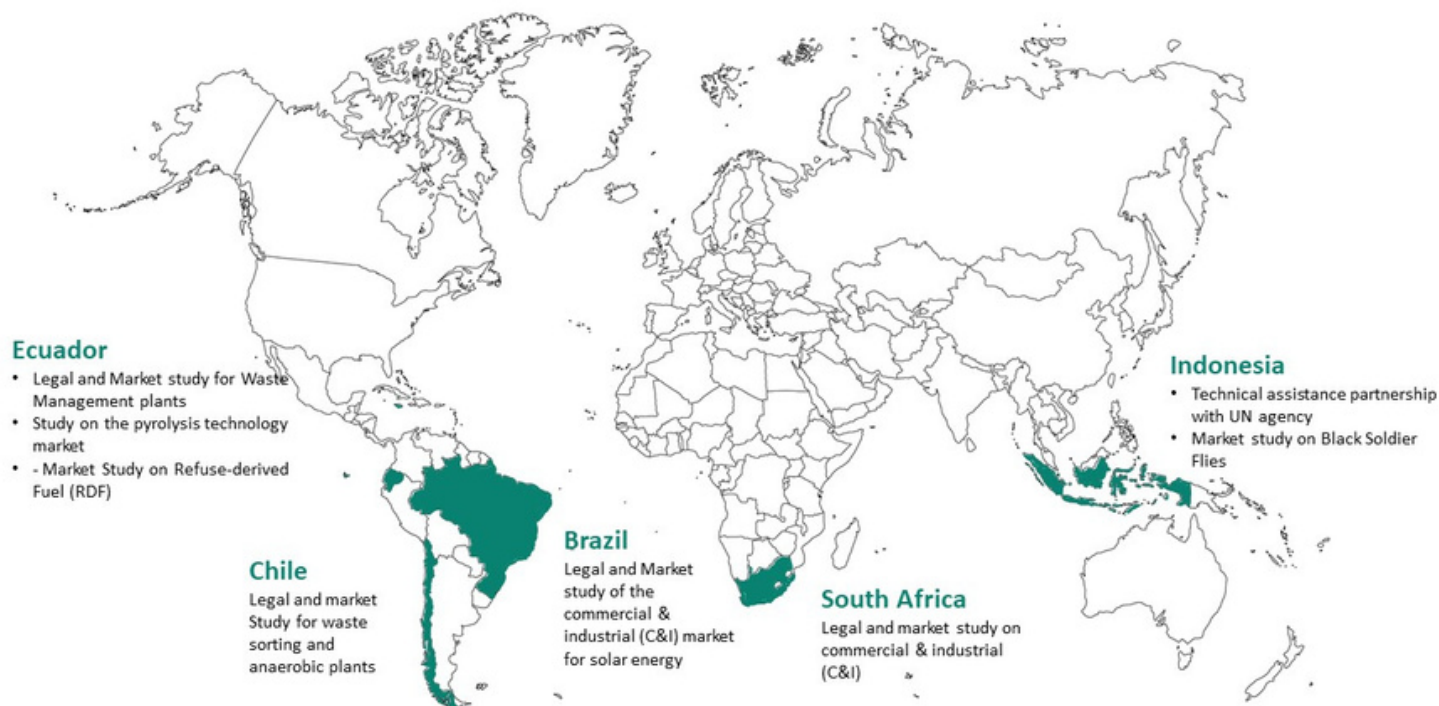 Ecuador
• Legal and Market study for Waste
Management plants
• Study on the pyrolysis technology
market
• - Market Study on Refuse-derived
Fuel (RDF)
Chile
Legal and market
Study for waste
sorting and
anaerobic plants
Brazil
Legal and Market
study of the
commercial &
industrial (C&I) market
for solar energy
South Africa
Legal and market study on
commercial & industrial
(C&I)
Indonesia
• Technical assistance partnership
with UN agency
• Market study on Black Soldier
Flies